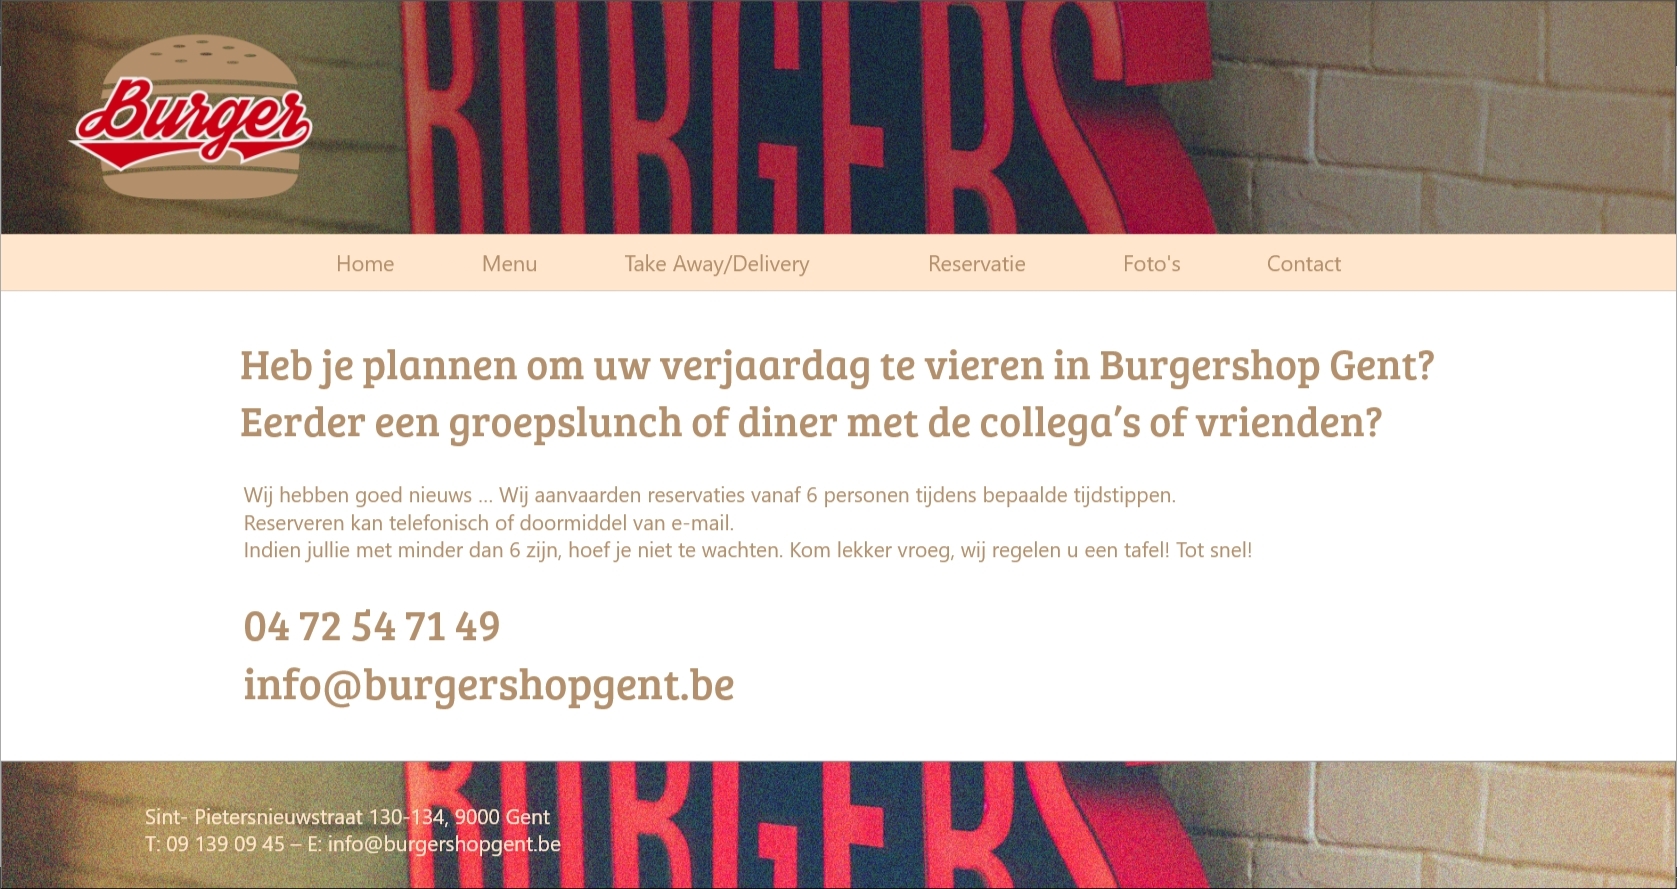 BURGERS
Burger
Home Menu Take Away/Delivery Reservatie Foto's Contact
Heb je plannen om uw verjaardag te vieren in Burgershop Gent?
Eerder een groepslunch of diner met de collega’s of vrienden?
Wij hebben goed nieuws ... Wij aanvaarden reservaties vanaf 6 personen tijdens bepaalde tijdstippen.
Reserveren kan telefonisch of doormiddel van e-mail.
Indien jullie met minder dan 6 zijn, hoef je niet te wachten. Kom lekker vroeg, wij regelen u een tafel! Tot snel!
04 72 54 71 49
info@burgershopgent.be
BURGERS
Sint- Pietersnieuwstraat 130-134, 9000 Gent
T: 09 139 09 45 – E: info@burgershopgent.be